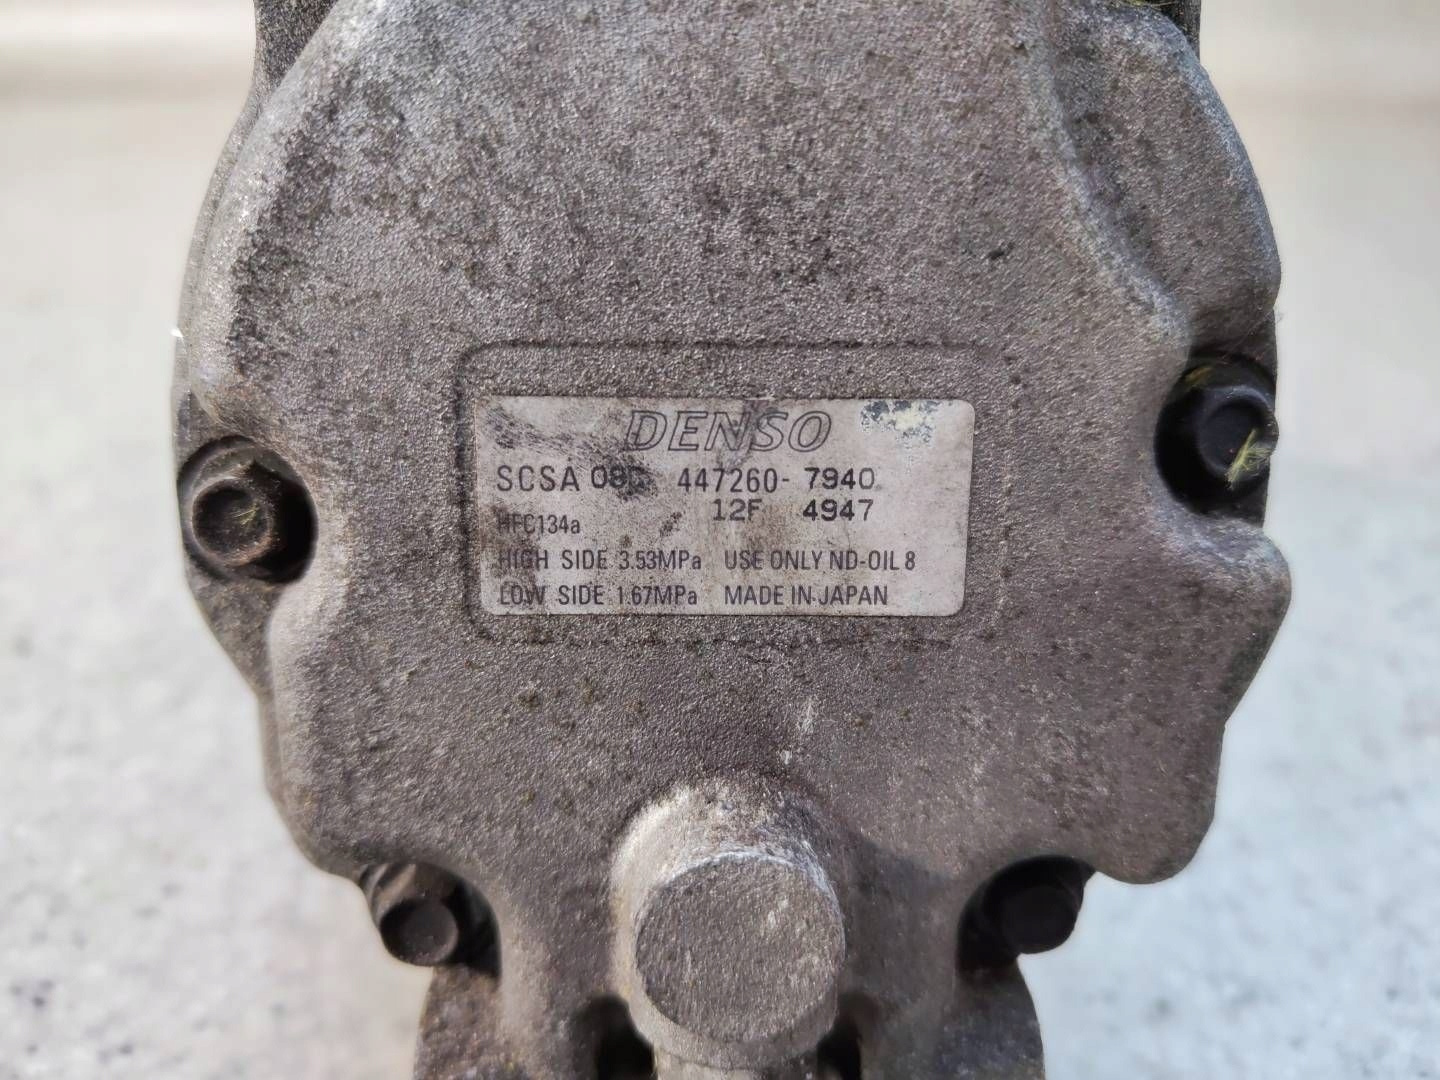 DENSO
SCSA 447260-7940
12F 4947
HFC134a
HIGH SIDE 3.53MPa USE ONLY ND-OIL 8
LOW SIDE 1.67MPa MADE IN JAPAN